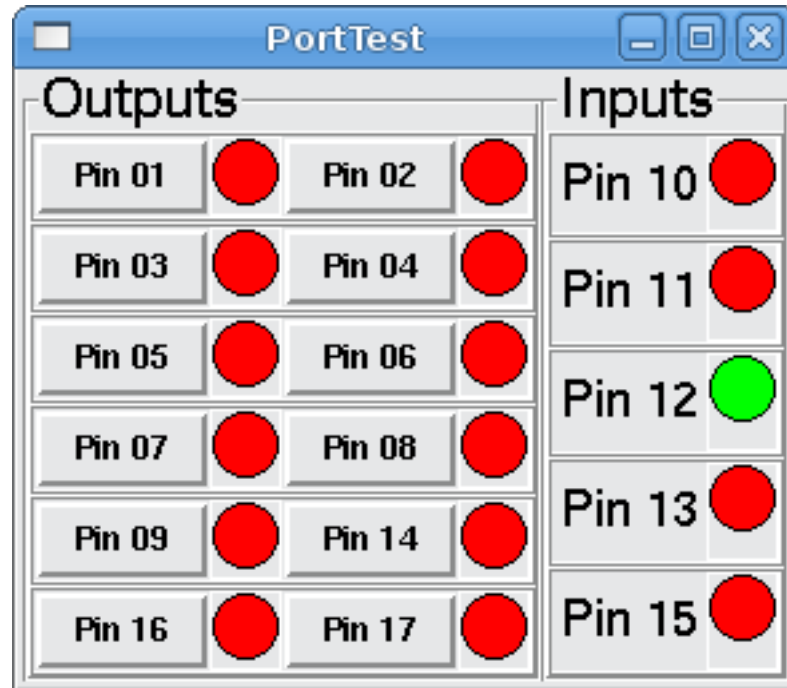 PortTest
Outputs
Pin 01 Pin 02
Pin 03 Pin 04
Pin 05 Pin 06
Pin 07 Pin 08
Pin 09 Pin 14
Pin 16 Pin 17
Inputs
Pin 10
Pin 11
Pin 12
Pin 13
Pin 15